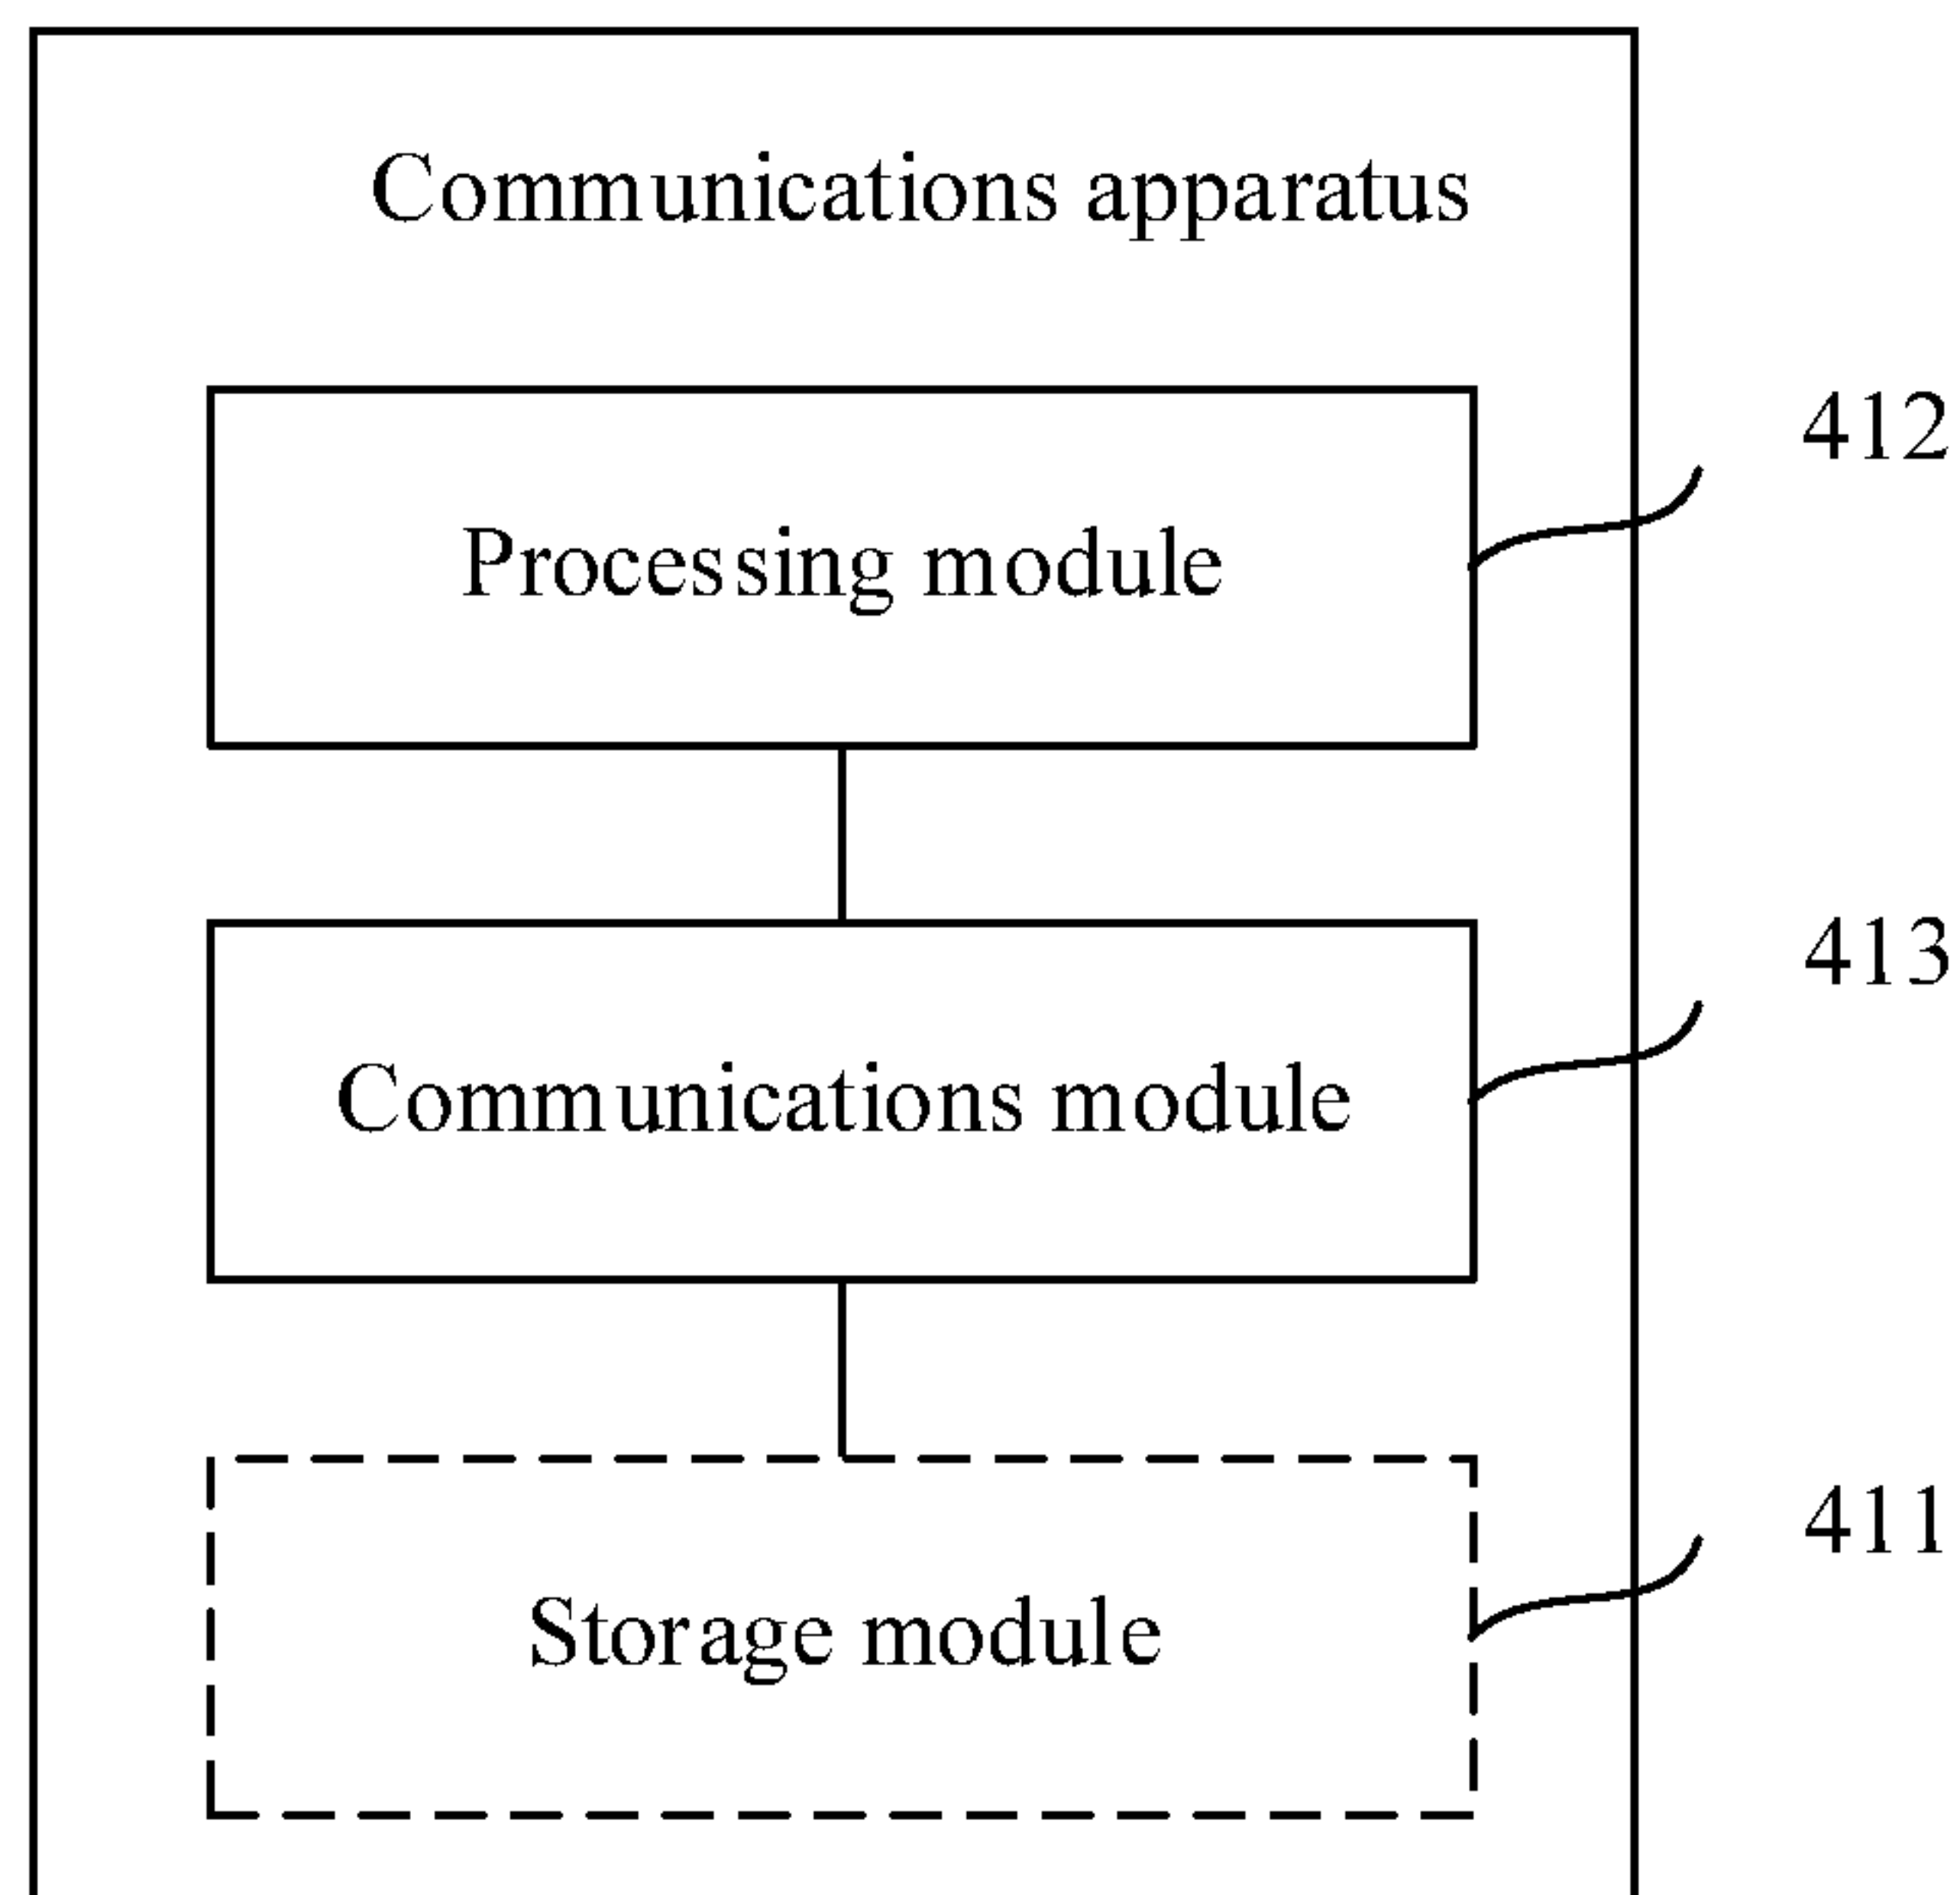 Communications apparatus
412
Processing module
413
Communications module
411
Storage module